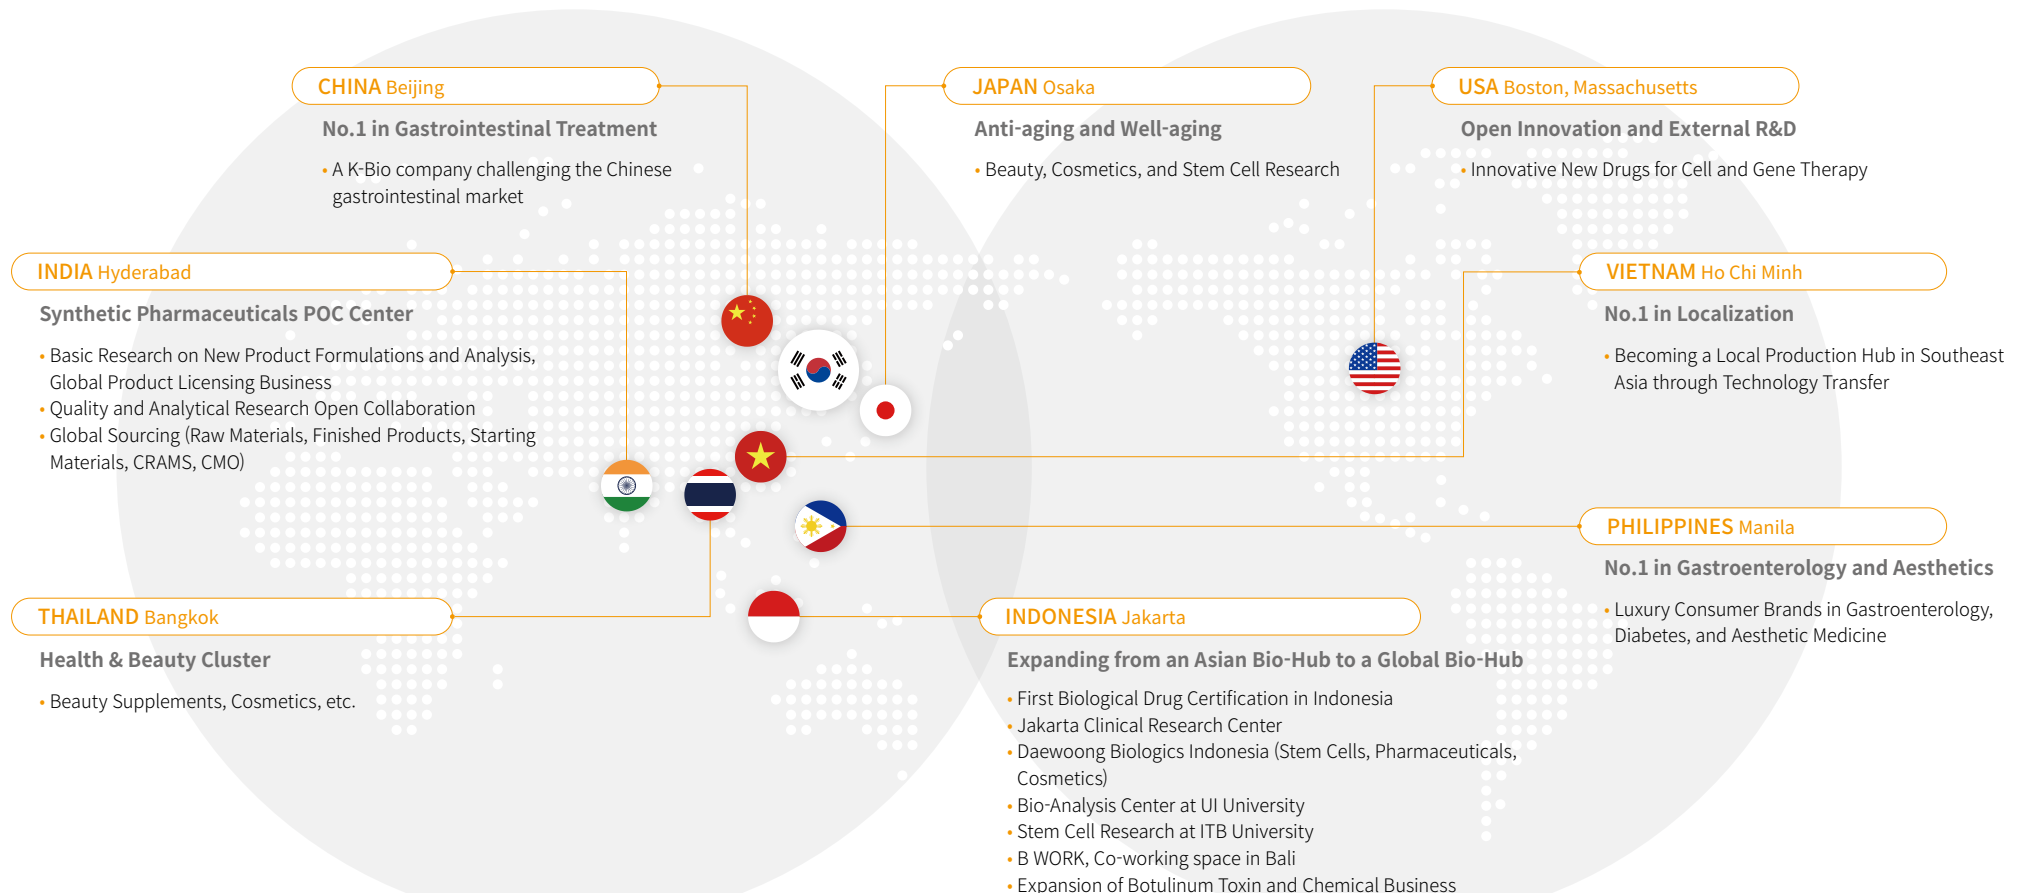 CHINA Beijing
No.1 in Gastrointestinal Treatment
• A K-Bio company challenging the Chinese
gastrointestinal market
JAPAN Osaka
Anti-aging and Well-aging
• Beauty, Cosmetics, and Stem Cell Research
USA Boston, Massachusetts
Open Innovation and External R&D
• Innovative New Drugs for Cell and Gene Therapy
INDIA Hyderabad
Synthetic Pharmaceuticals POC Center
• Basic Research on New Product Formulations and Analysis,
Global Product Licensing Business
• Quality and Analytical Research Open Collaboration
• Global Sourcing (Raw Materials, Finished Products, Starting
Materials, CRAMS, CMO)
VIETNAM Ho Chi Minh
No.1 in Localization
• Becoming a Local Production Hub in Southeast
Asia through Technology Transfer
PHILIPPINES Manila
No.1 in Gastroenterology and Aesthetics
• Luxury Consumer Brands in Gastroenterology,
Diabetes, and Aesthetic Medicine
THAILAND Bangkok
Health & Beauty Cluster
• Beauty Supplements, Cosmetics, etc.
INDONESIA Jakarta
Expanding from an Asian Bio-Hub to a Global Bio-Hub
• First Biological Drug Certification in Indonesia
• Jakarta Clinical Research Center
• Daewoong Biologics Indonesia (Stem Cells, Pharmaceuticals,
Cosmetics)
• Bio-Analysis Center at UI University
• Stem Cell Research at ITB University
• B WORK, Co-working space in Bali
• Expansion of Botulinum Toxin and Chemical Business